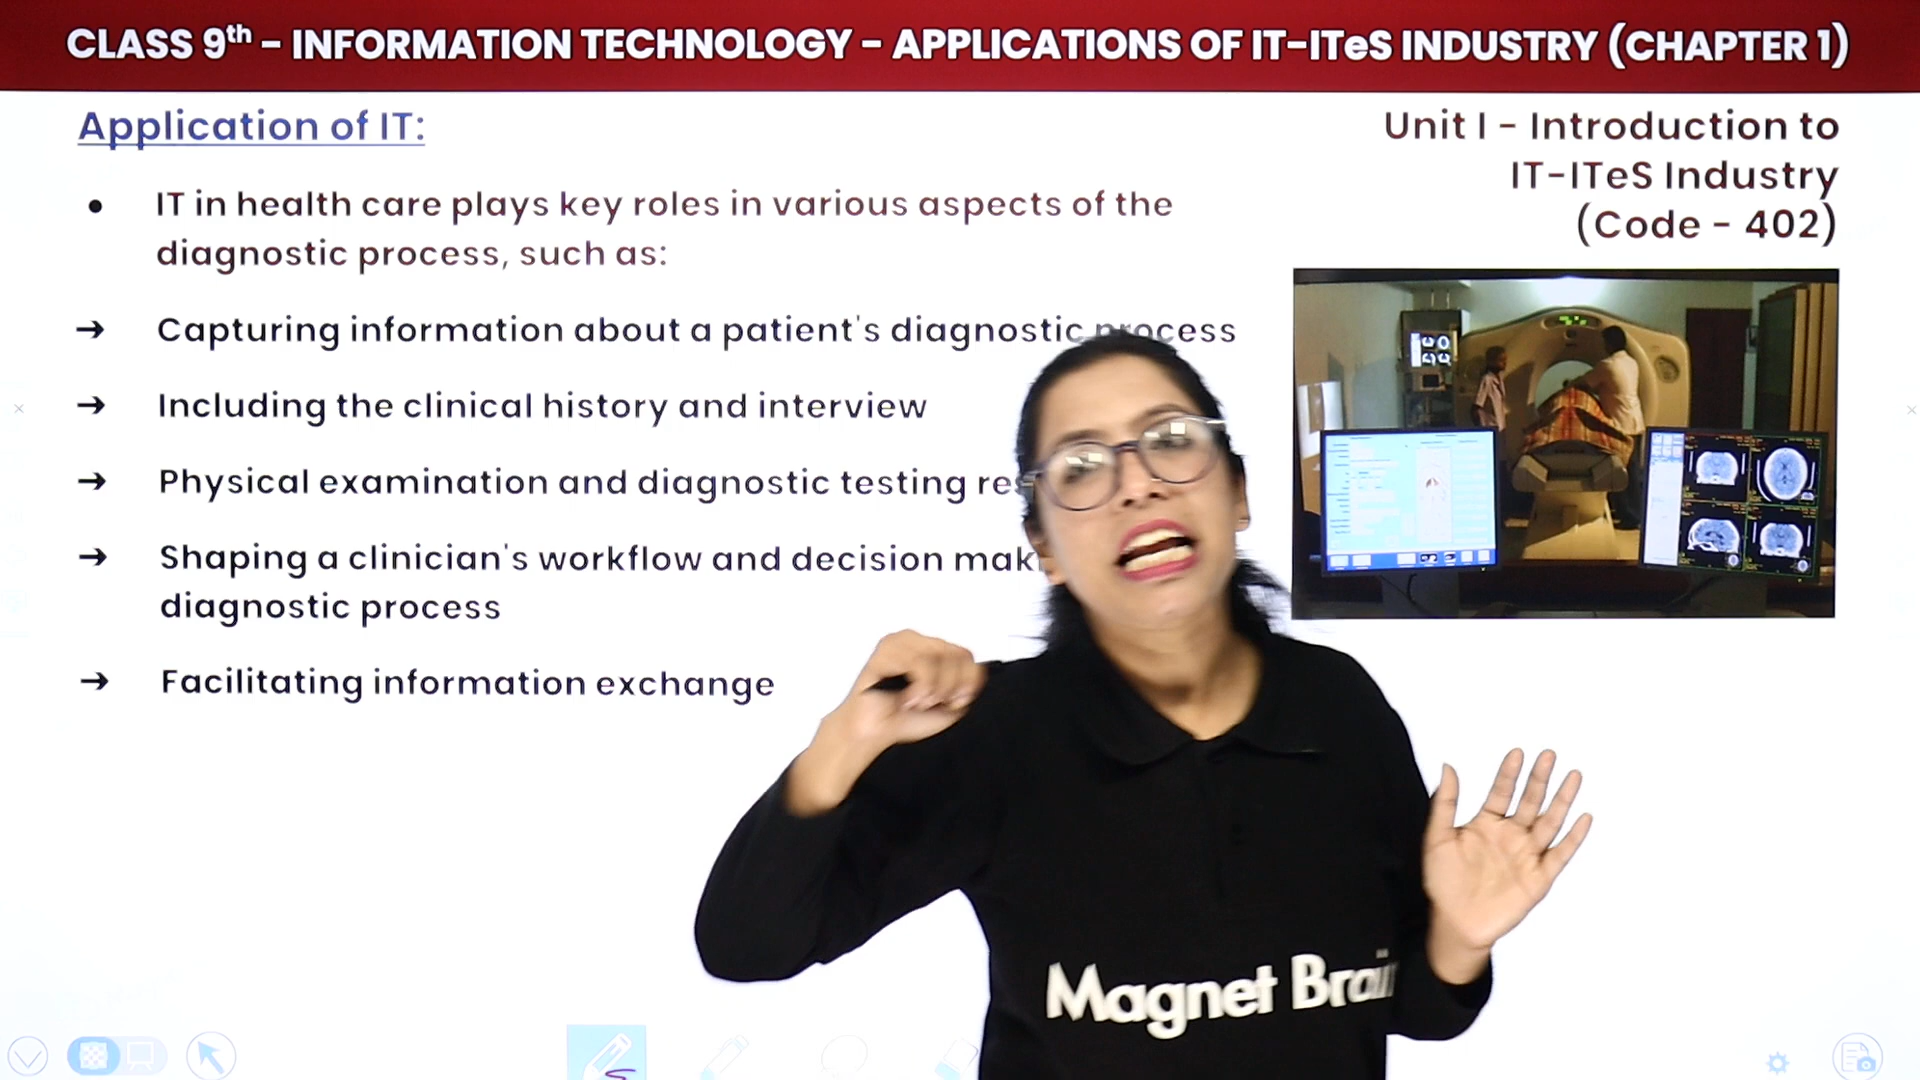 CLASS 9th - INFORMATION TECHNOLOGY - APPLICATIONS OF IT-ITeS INDUSTRY (CHAPTER 1)
Application of IT:
Unit I - Introduction to
IT-ITeS Industry
(Code - 402)
• IT in health care plays key roles in various aspects of the
diagnostic process, such as:
→ Capturing information about a patient's diagnostic process
→ Including the clinical history and interview
→ Physical examination and diagnostic testing
→ Shaping a clinician's workflow and decision
diagnostic process
→ Facilitating information exchange
Magnet